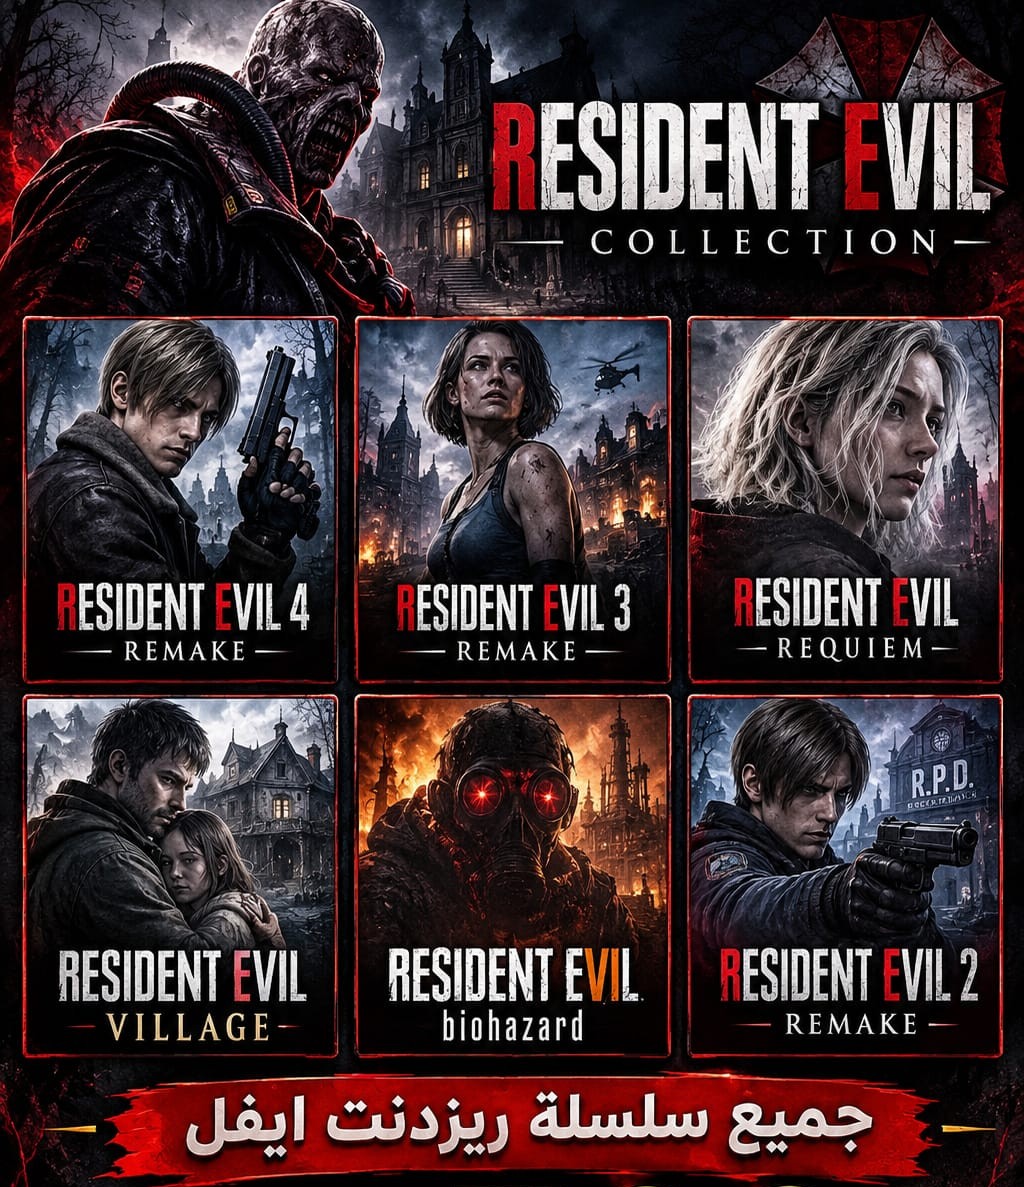 RESIDENT EVIL
COLLECTION
RESIDENT EVIL 4
REMAKE
RESIDENT EVIL 3
REMAKE
RESIDENT EVIL
REQUIEM
RESIDENT EVIL
VILLAGE
RESIDENT EVIL
biohazard
R.P.D.
RESIDENT EVIL 2
REMAKE
جميع سلسلة ريزدنت ايفل